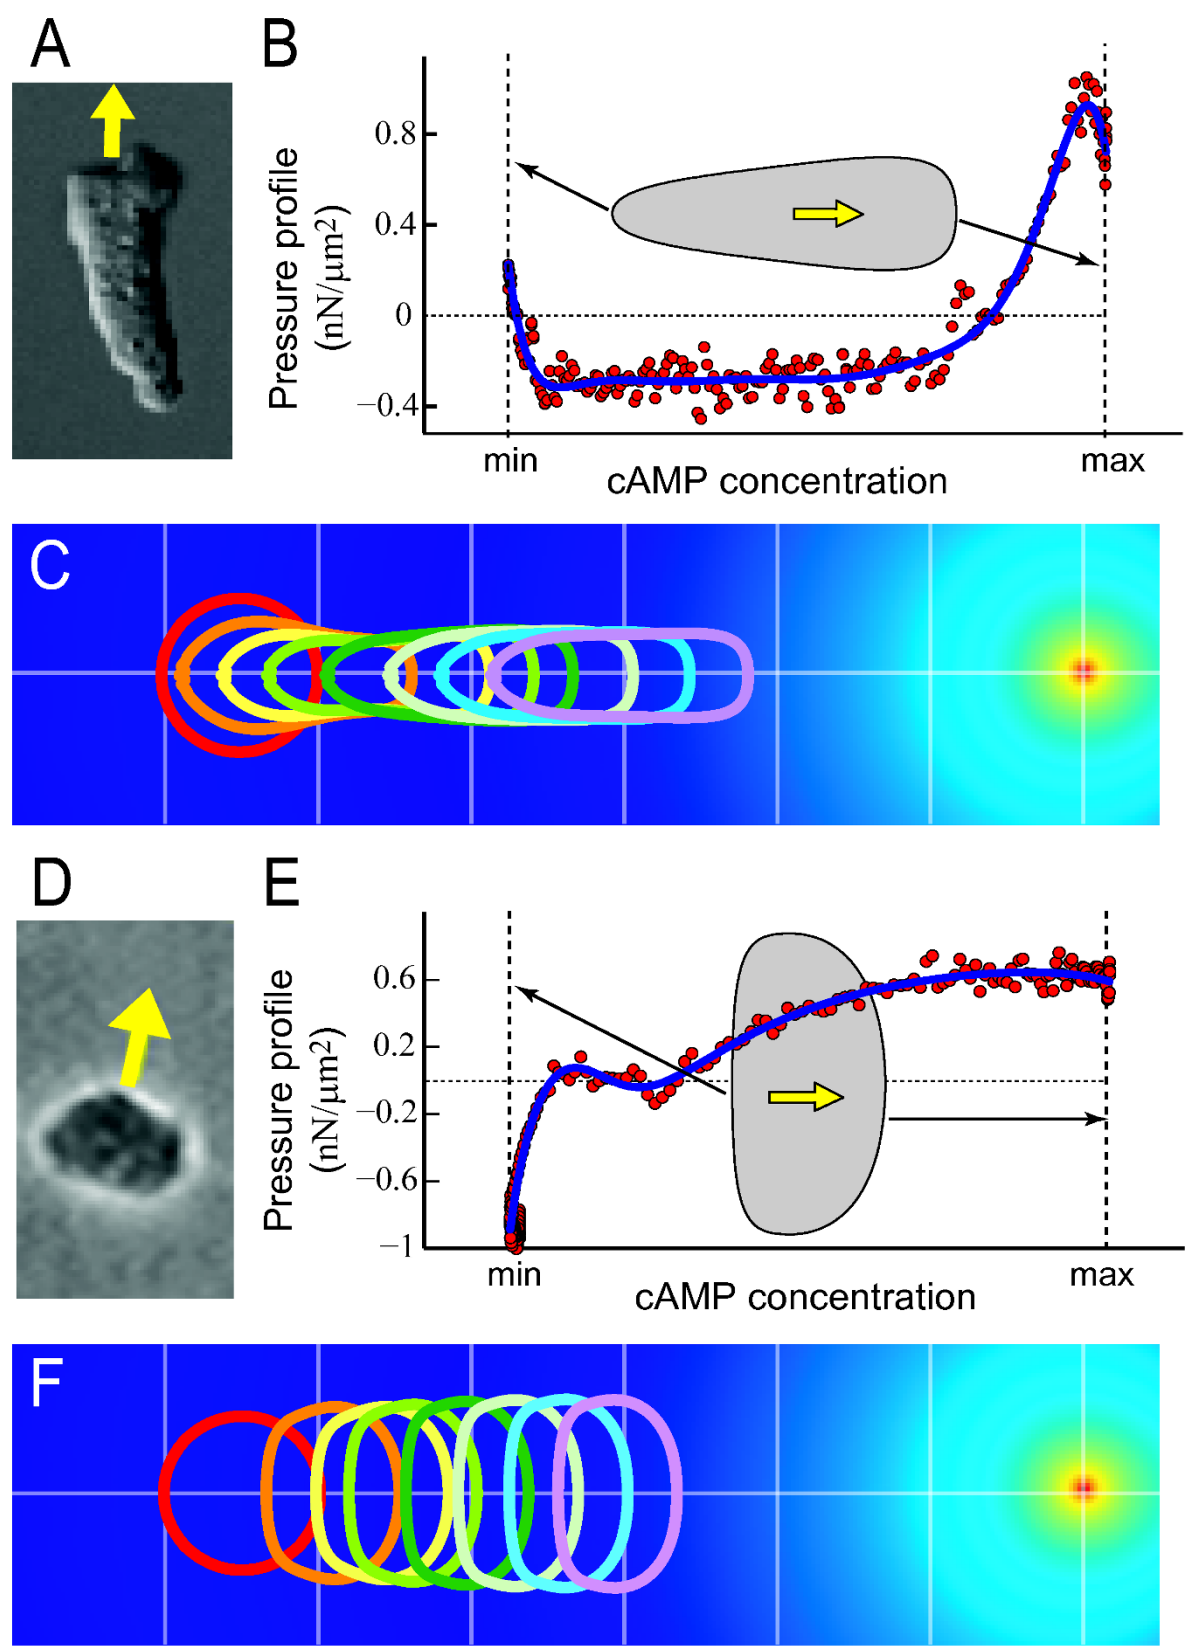 A
B
Pressure profile
(nN/μm2)
0.8
0.4
0
−0.4
min
max
cAMP concentration
C
D
E
Pressure profile
(nN/μm2)
0.6
0.2
−0.2
−0.6
−1
min
max
cAMP concentration
F